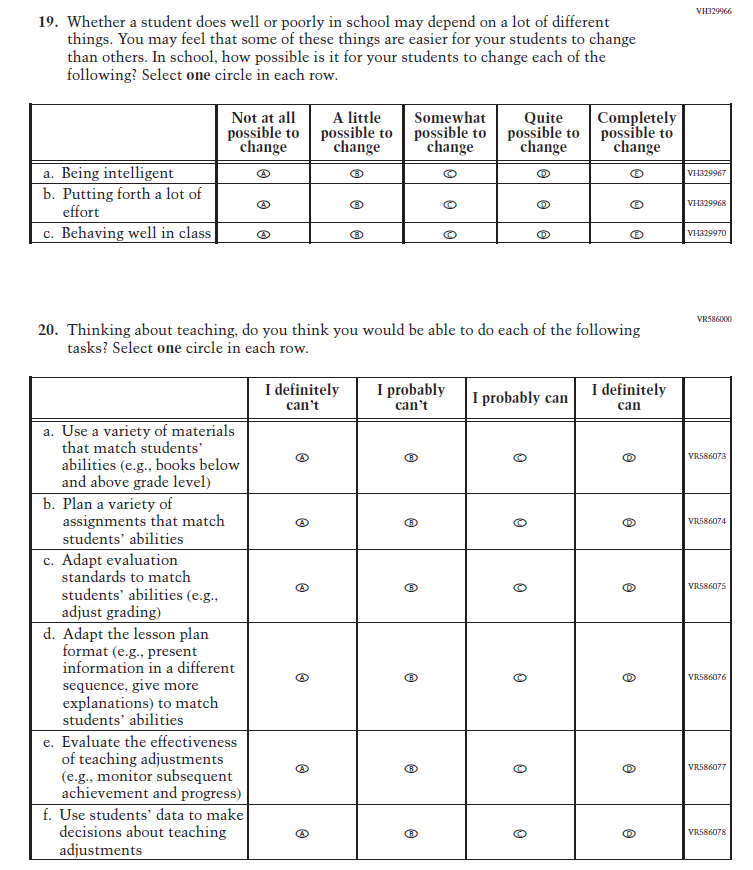 VH329966
19. Whether a student does well or poorly in school may depend on a lot of different
things. You may feel that some of these things are easier for your students to change
than others. In school, how possible is it for your students to change each of the
following? Select one circle in each row.
Not at all possible to change
A little possible to change
Somewhat possible to change
Quite possible to change
Completely possible to change
a. Being intelligent A B C D E VH329967
b. Putting forth a lot of
effort A B C D E VH329968
c. Behaving well in class A B C D E VH329970
VR586000
20. Thinking about teaching, do you think you would be able to do each of the following
tasks? Select one circle in each row.
I definitely can't
I probably can't
I probably can
I definitely can
a. Use a variety of materials
that match students'
abilities (e.g., books below
and above grade level) A B C D VR586073
b. Plan a variety of
assignments that match
students' abilities A B C D VR586074
c. Adapt evaluation
standards to match
students' abilities (e.g.,
adjust grading) A B C D VR586075
d. Adapt the lesson plan
format (e.g., present
information in a different
sequence, give more
explanations) to match
students' abilities A B C D VR586076
e. Evaluate the effectiveness
of teaching adjustments
(e.g., monitor subsequent
achievement and progress) A B C D VR586077
f. Use students' data to make
decisions about teaching
adjustments A B C D VR586078